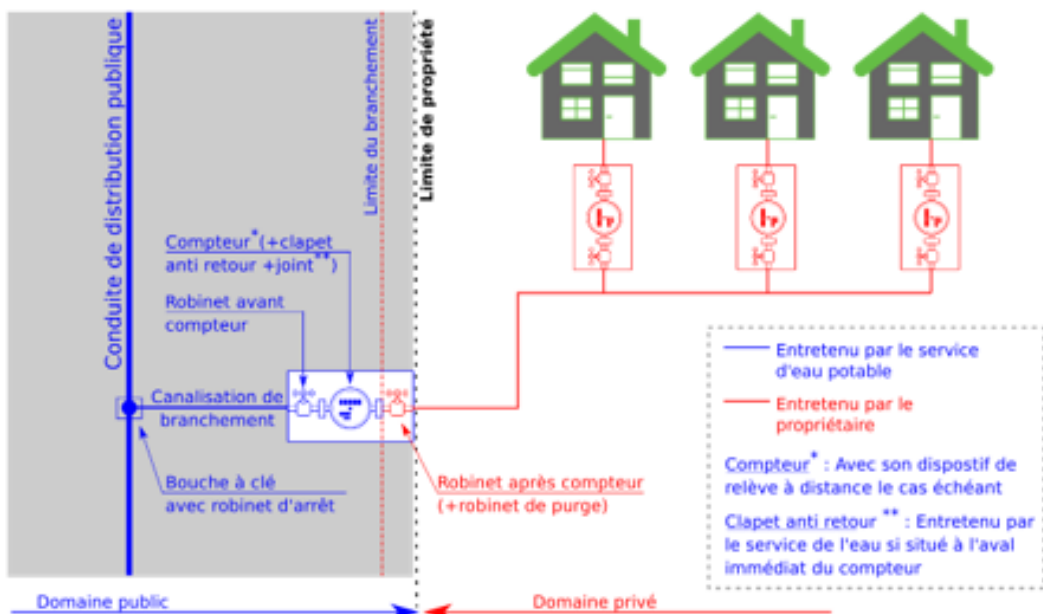 Conduite de distribution publique
Limite du branchement
Limite de propriété
Compteur*(+clapet
anti retour +joint**)
Robinet avant
compteur
Canalisation de
branchement
Bouche à clé
avec robinet d'arrêt
Robinet après compteur
(+robinet de purge)
Entretenu par le service
d'eau potable
Entretenu par le
propriétaire
Compteur* : Avec son dispostif de
relève à distance le cas échéant
Clapet anti retour ** : Entretenu par
le service de l'eau si situé à l'aval
immédiat du compteur
Domaine public
Domaine privé